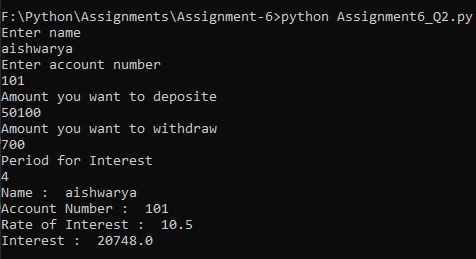 F:\Python\Assignments\Assignment-6>python Assignment6_Q2.py
Enter name
aishwarya
Enter account number
101
Amount you want to deposite
50100
Amount you want to withdraw
700
Period for Interest
4
Name :  aishwarya
Account Number :  101
Rate of Interest :  10.5
Interest :  20748.0